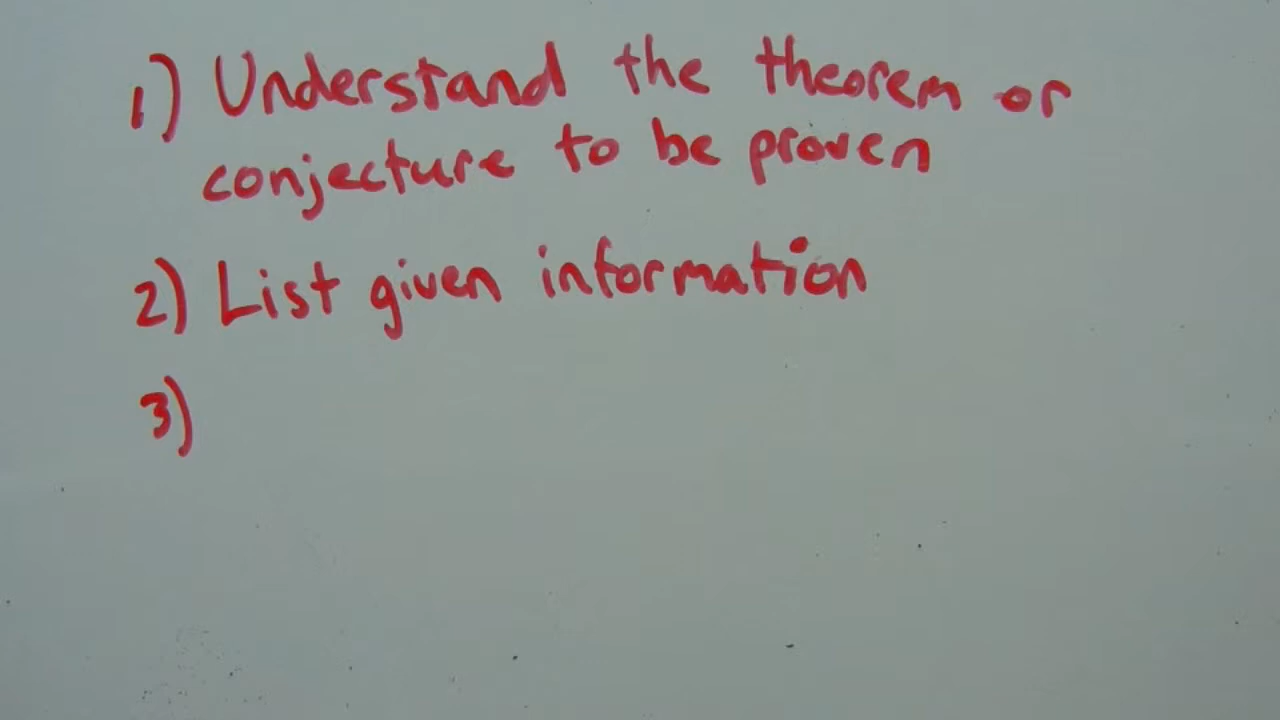 1) Understand the theorem or
conjecture to be proven
2) List given information
3)